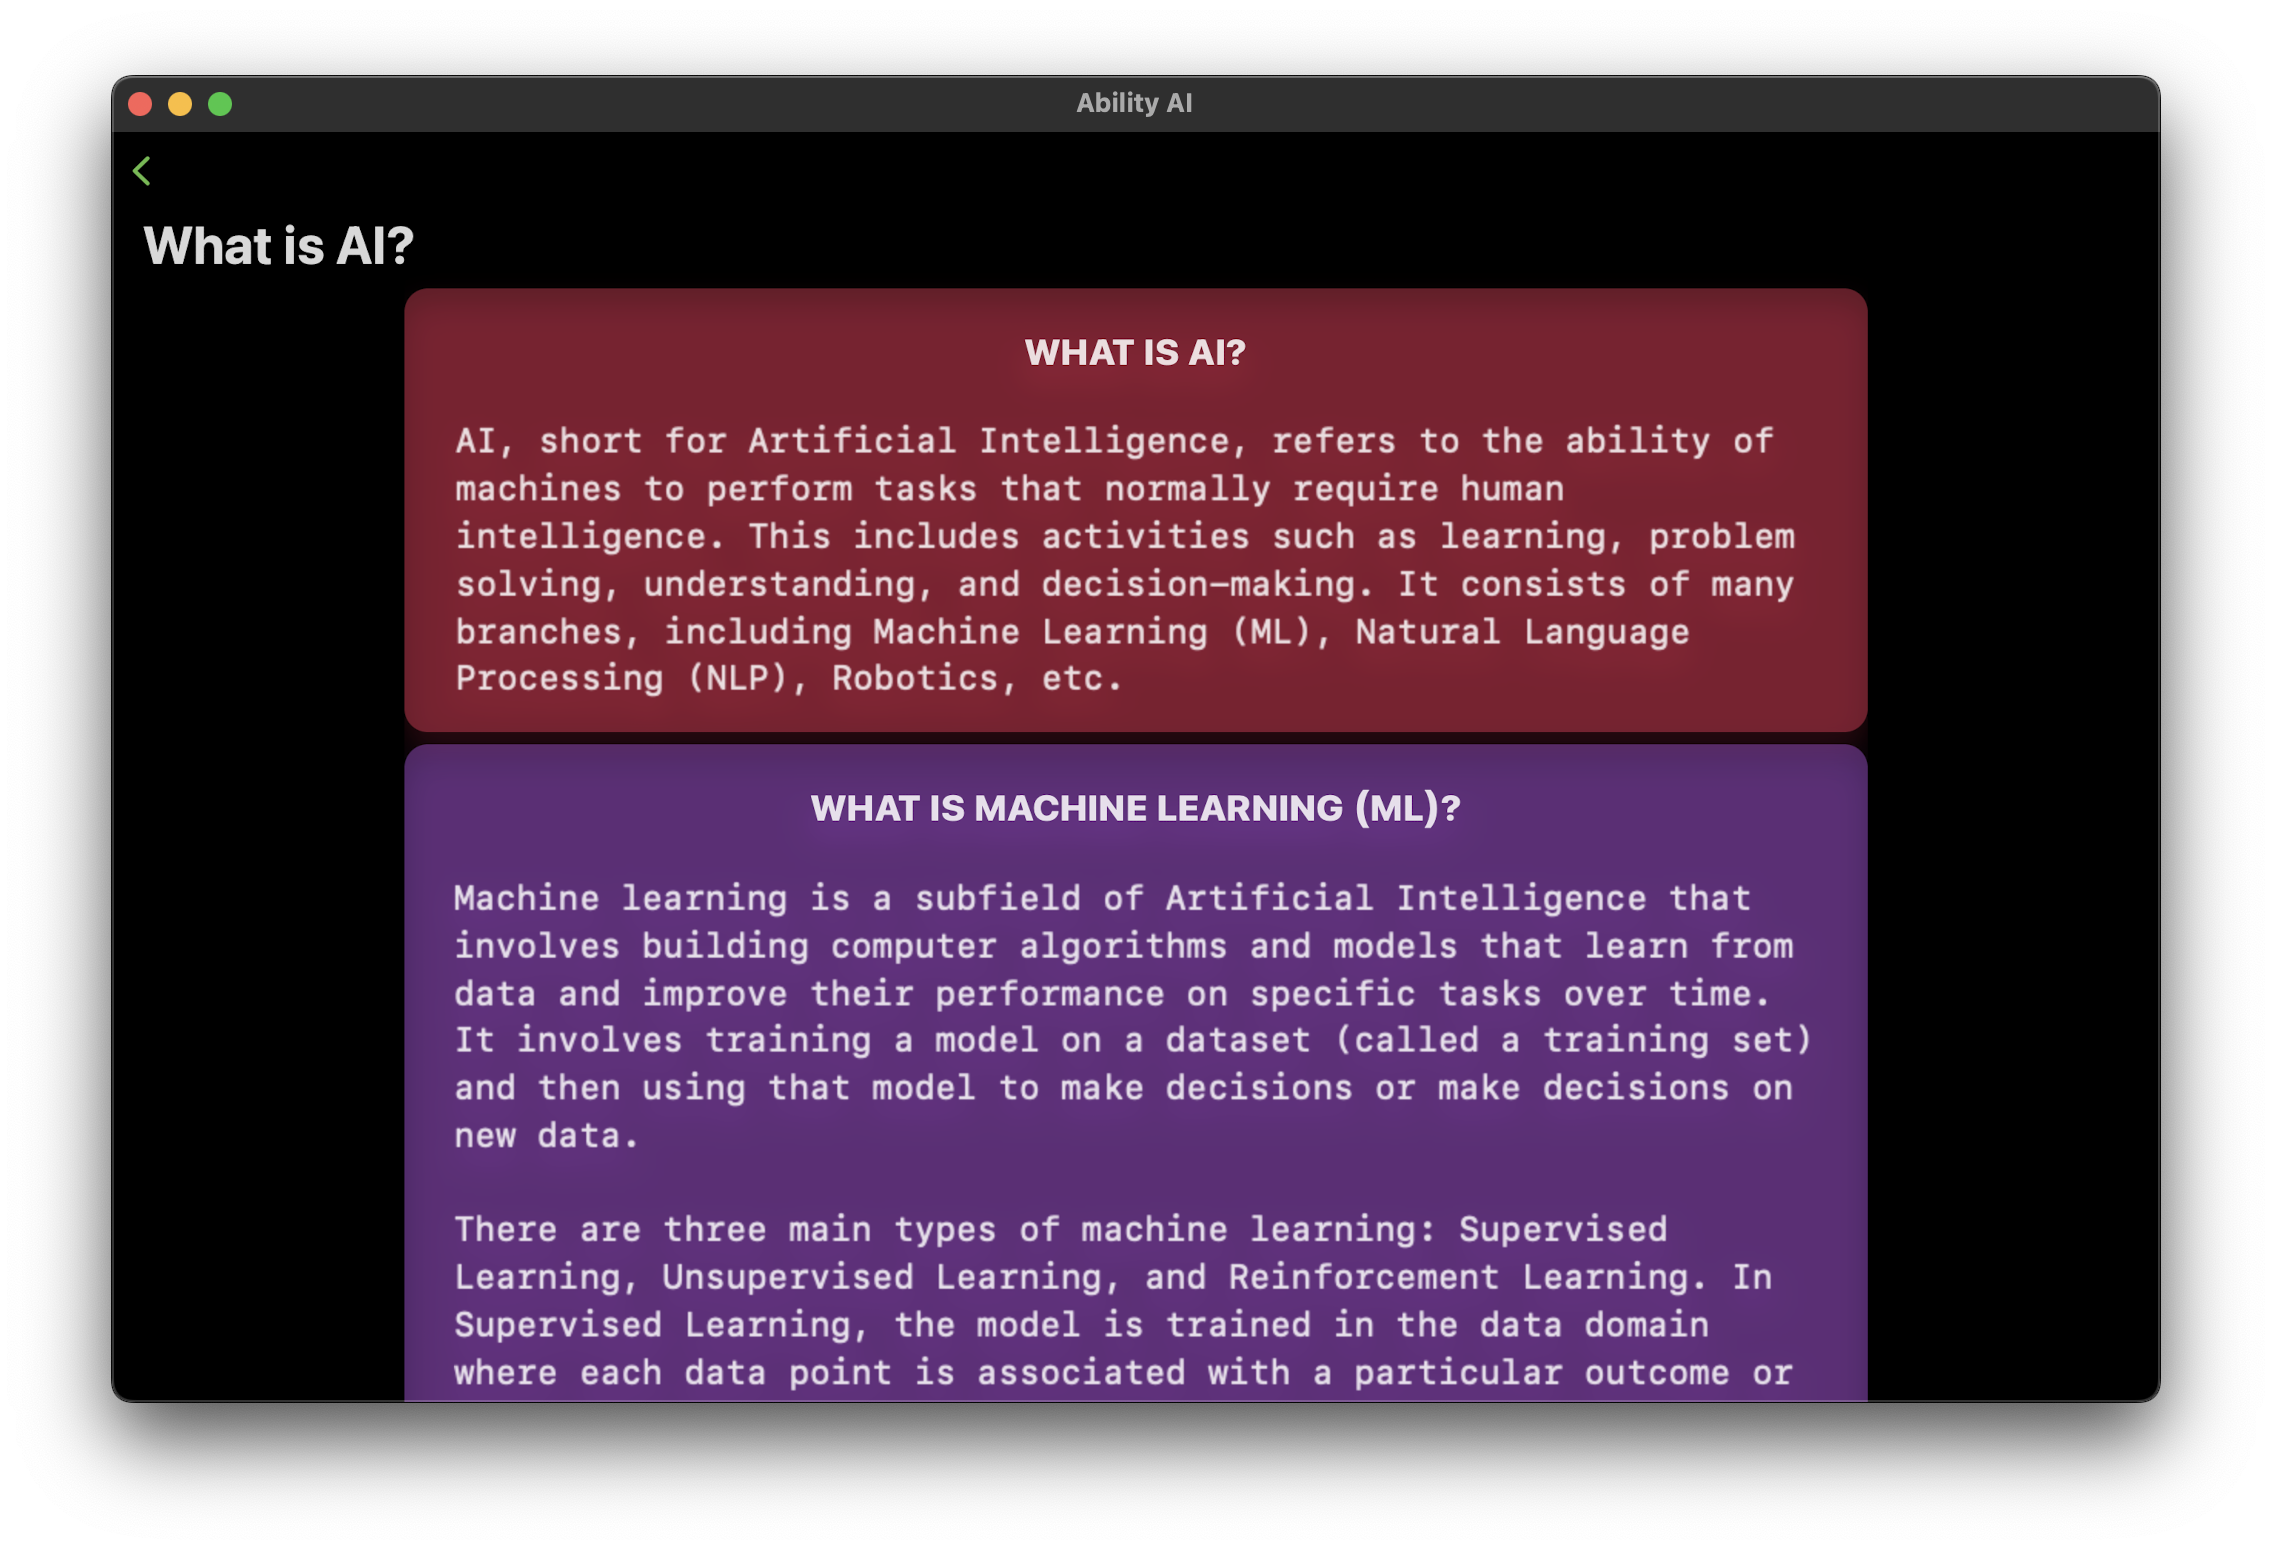 Ability AI
What is AI?
WHAT IS AI?
AI, short for Artificial Intelligence, refers to the ability of
machines to perform tasks that normally require human
intelligence. This includes activities such as learning, problem
solving, understanding, and decision-making. It consists of many
branches, including Machine Learning (ML), Natural Language
Processing (NLP), Robotics, etc.
WHAT IS MACHINE LEARNING (ML)?
Machine learning is a subfield of Artificial Intelligence that
involves building computer algorithms and models that learn from
data and improve their performance on specific tasks over time.
It involves training a model on a dataset (called a training set)
and then using that model to make decisions or make decisions on
new data.
There are three main types of machine learning: Supervised
Learning, Unsupervised Learning, and Reinforcement Learning. In
Supervised Learning, the model is trained in the data domain
where each data point is associated with a particular outcome or